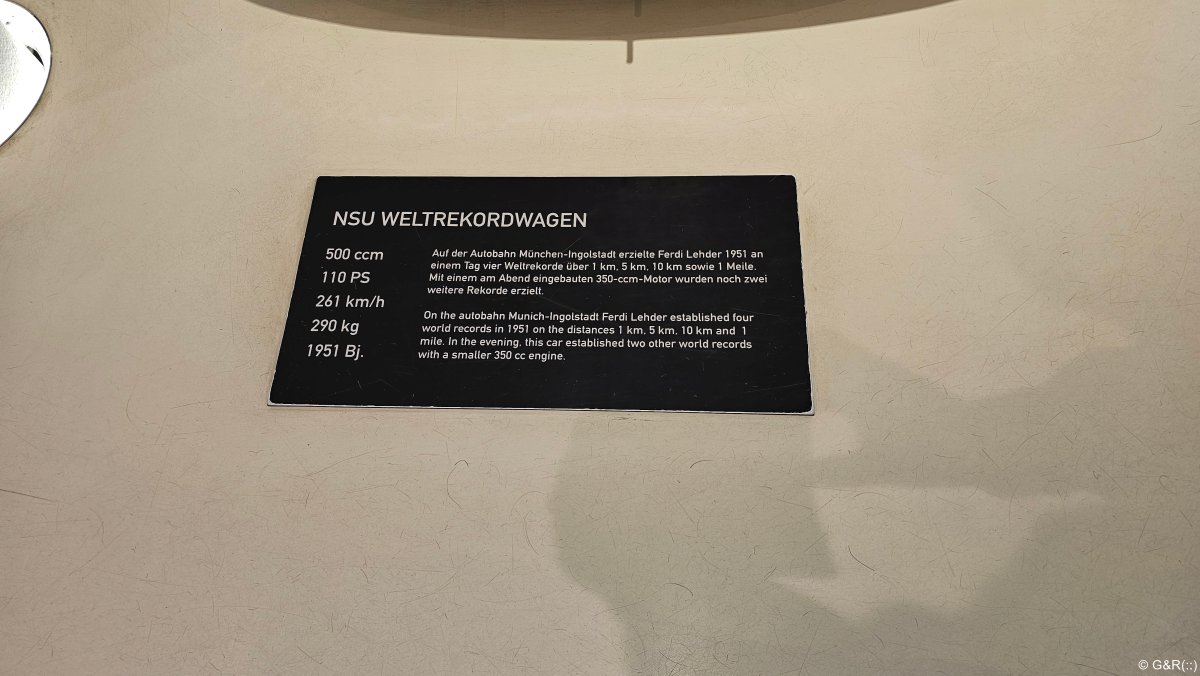 NSU WELTREKORDWAGEN
500 ccm
110 PS
261 km/h
290 kg
1951 Bj.
Auf der Autobahn München-Ingolstadt erzielte Ferdi Lehder 1951 an
einem Tag vier Weltrekorde über 1 km, 5 km, 10 km sowie 1 Meile.
Mit einem am Abend eingebauten 350-ccm-Motor wurden noch zwei
weitere Rekorde erzielt.
On the autobahn Munich-Ingolstadt Ferdi Lehder established four
world records in 1951 on the distances 1 km, 5 km, 10 km and 1
mile. In the evening, this car established two other world records
with a smaller 350 cc engine.
© G&R(::)